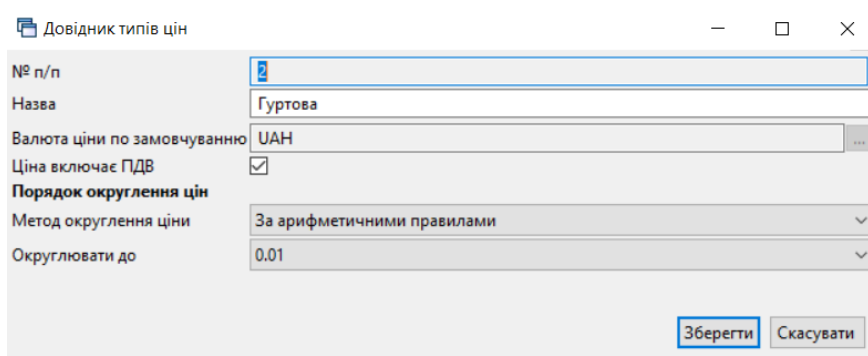 Довідник типів цін
№ п/п 2
Назва Гуртова
Валюта ціни по замовчуванню UAH ...
Ціна включає ПДВ
Порядок округлення цін
Метод округлення ціни За арифметичними правилами
Округлювати до 0.01
Зберегти Скасувати